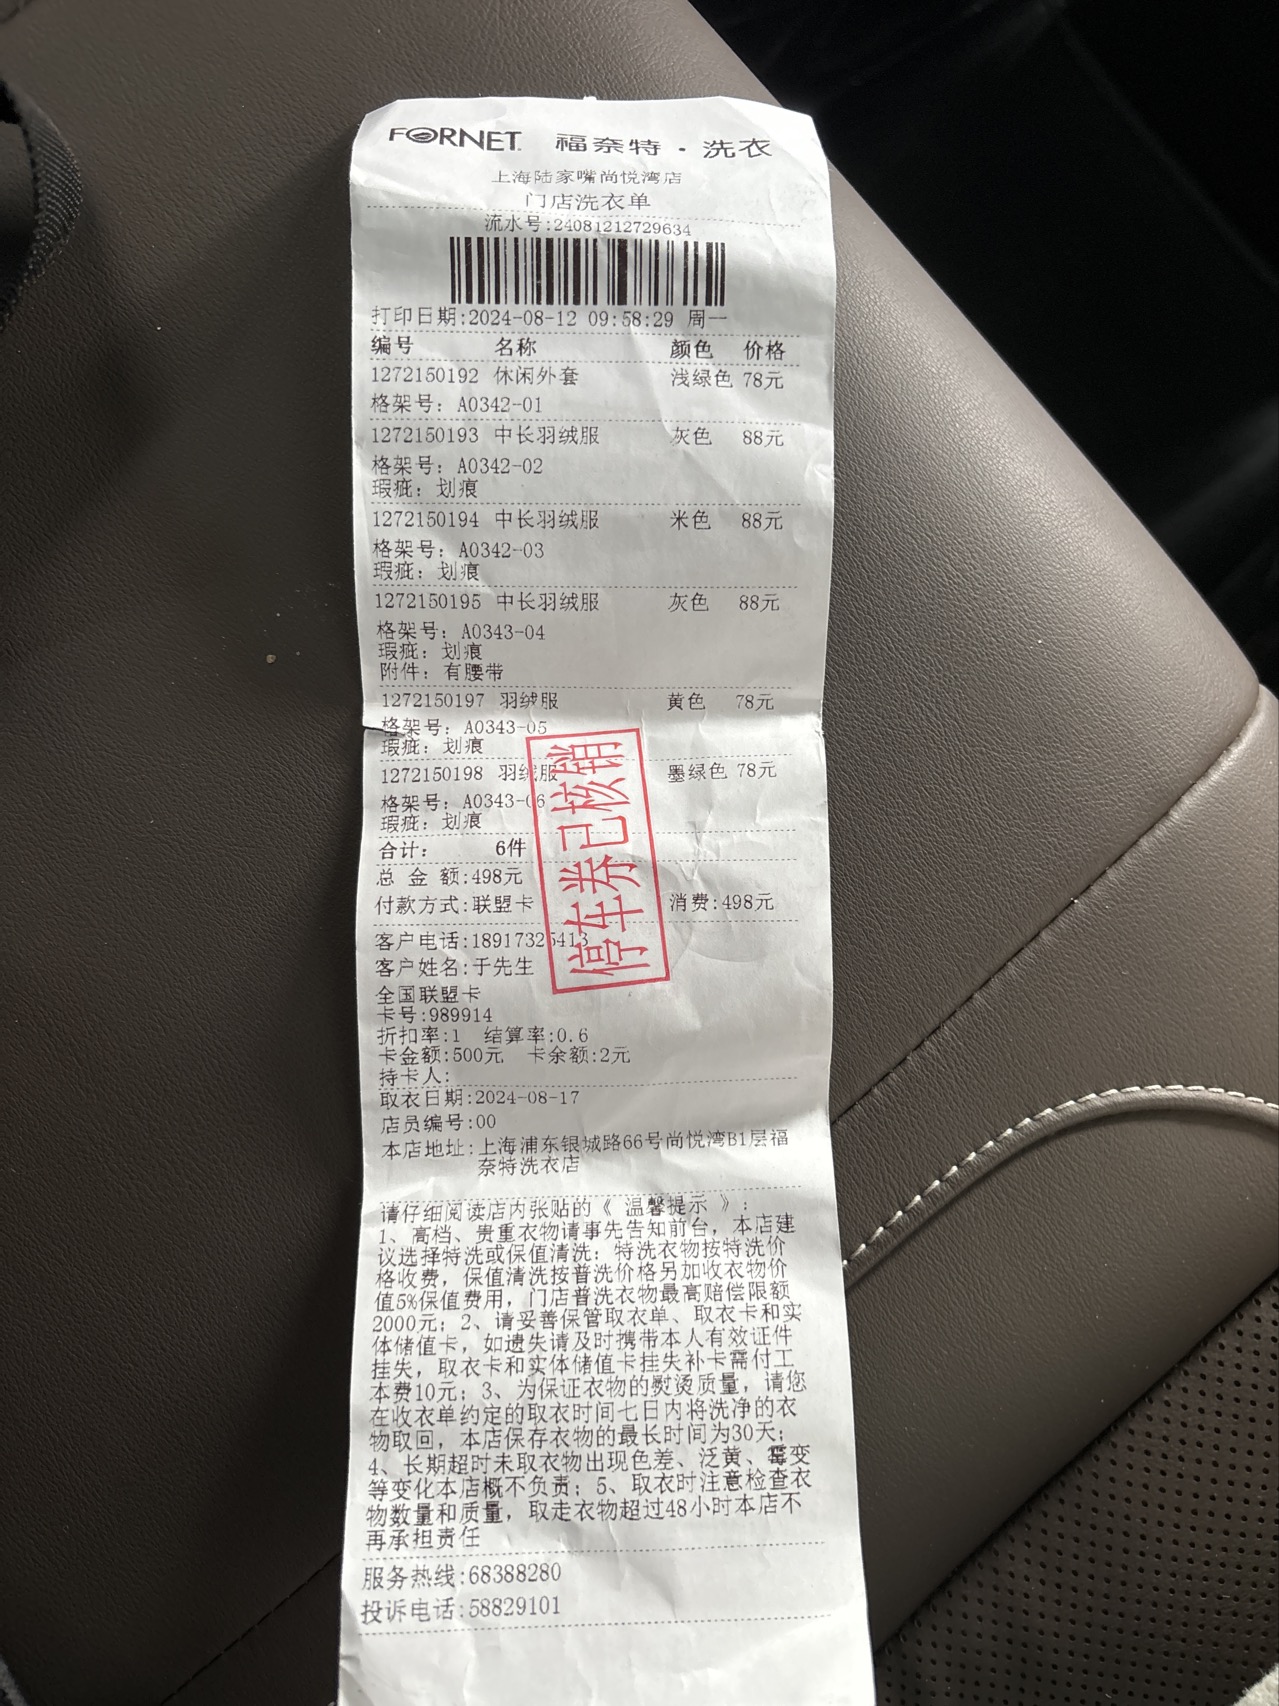 FORNET 福奈特·洗衣
上海陆家嘴尚悦湾店
门店洗衣单
流水号:24081212729634
打印日期:2024-08-12 09:58:29 周一
编号 名称 颜色 价格
1272150192 休闲外套 浅绿色 78元
格架号: A0342-01
1272150193 中长羽绒服 灰色 88元
格架号: A0342-02
瑕疵: 划痕
1272150194 中长羽绒服 米色 88元
格架号: A0342-03
瑕疵: 划痕
1272150195 中长羽绒服 灰色 88元
格架号: A0343-04
瑕疵: 划痕
附件: 有腰带
1272150197 羽绒服 黄色 78元
格架号: A0343-05
瑕疵: 划痕
1272150198 羽绒服 墨绿色 78元
格架号: A0343-06
瑕疵: 划痕
合计: 6件
总 金 额:498元
付款方式:联盟卡 消费:498元
停车券已核销
客户电话:18917325413
客户姓名:于先生
全国联盟卡
卡号:989914
折扣率:1 结算率:0.6
卡金额:500元 卡余额:2元
持卡人:
取衣日期:2024-08-17
店员编号:00
本店地址:上海浦东银城路66号尚悦湾B1层福
奈特洗衣店
请仔细阅读店内张贴的《 温馨提示 》:
1、高档、贵重衣物请事先告知前台，本店建
议选择特洗或保值清洗；特洗衣物按特洗价
格收费，保值清洗按普洗价格另加收衣物价
值5%保值费用，门店普洗衣物最高赔偿限额
2000元；2、请妥善保管取衣单、取衣卡和实
体储值卡，如遗失请及时携带本人有效证件
挂失，取衣卡和实体储值卡挂失补卡需付工
本费10元；3、为保证衣物的熨烫质量，请您
在收衣单约定的取衣时间七日内将洗净的衣
物取回，本店保存衣物的最长时间为30天；
4、长期超时未取衣物出现色差、泛黄、霉变
等变化本店概不负责；5、取衣时注意检查衣
物数量和质量，取走衣物超过48小时本店不
再承担责任
服务热线:68388280
投诉电话:58829101